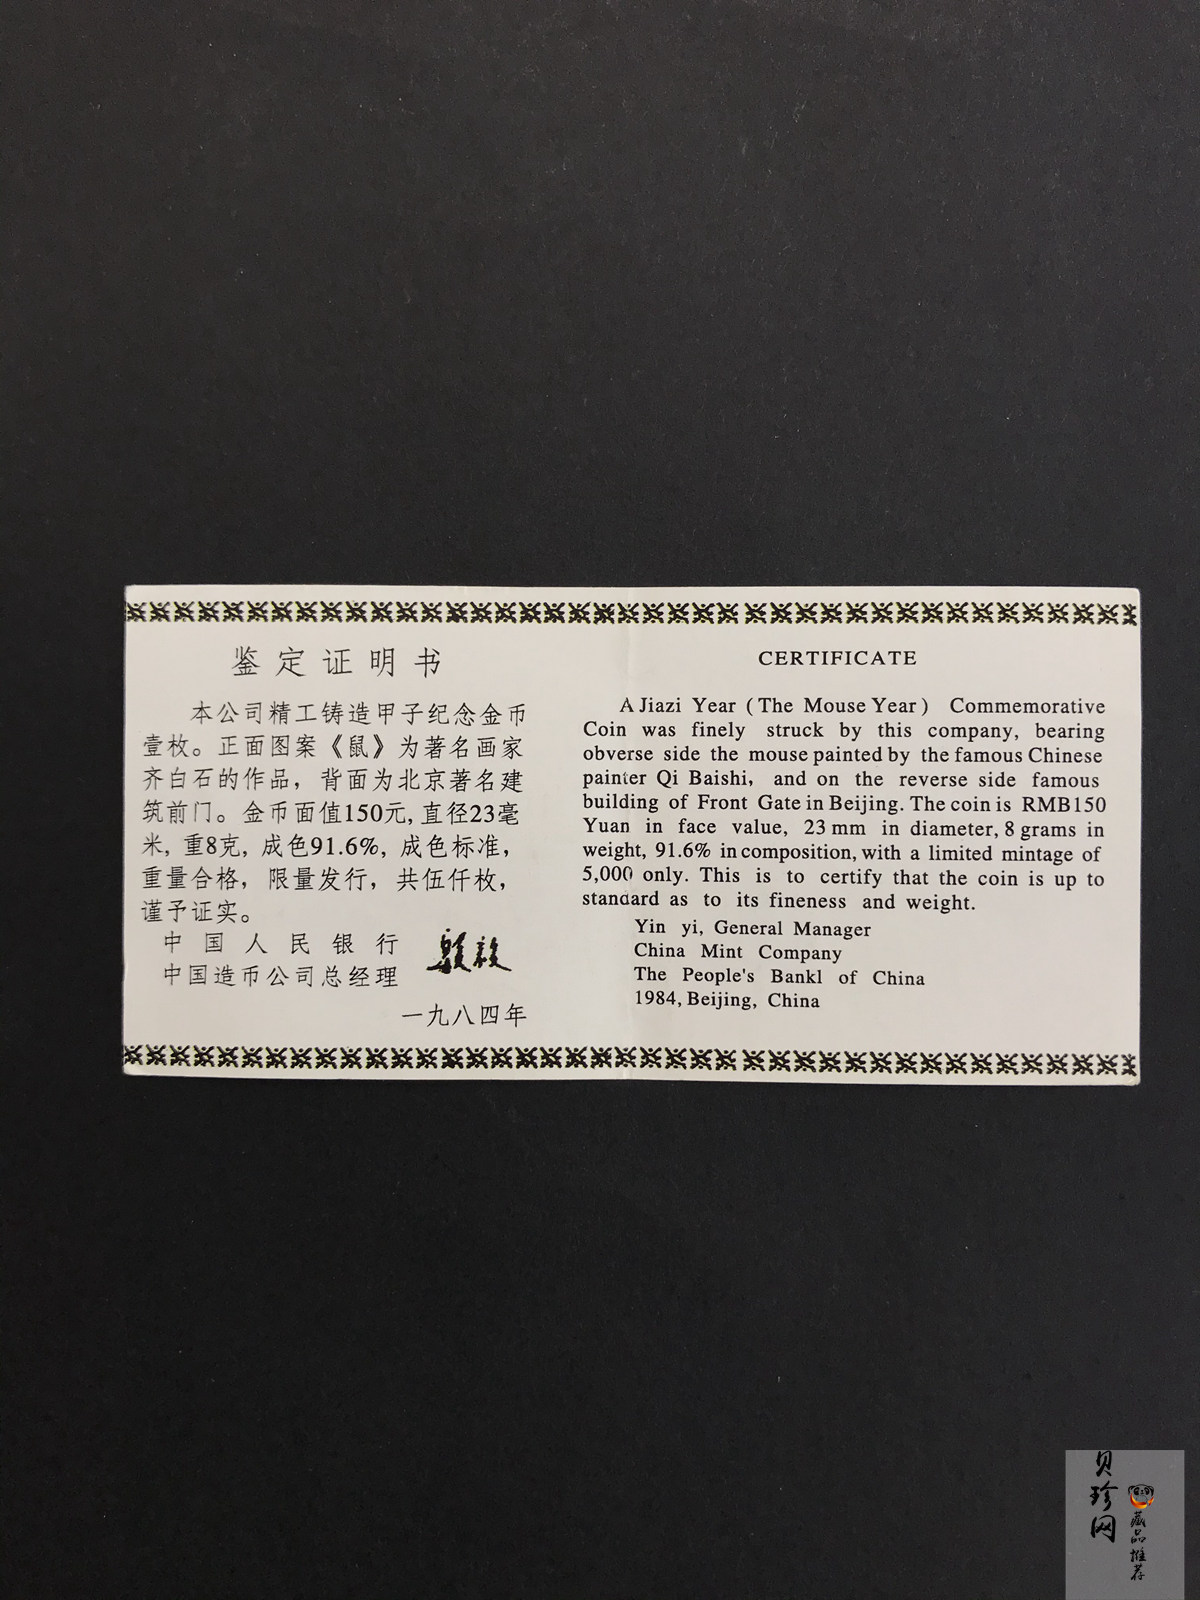 鉴定证明书
本公司精工铸造甲子纪念金币
壹枚。正面图案《鼠》为著名画家
齐白石的作品，背面为北京著名建
筑前门。金币面值150元,直径23毫
米,重8克,成色91.6%,成色标准,
重量合格，限量发行，共伍仟枚，
谨予证实。
中国人民银行
中国造币公司总经理
一九八四年
CERTIFICATE
A Jiazi Year (The Mouse Year) Commemorative
Coin was finely struck by this company, bearing
obverse side the mouse painted by the famous Chinese
painter Qi Baishi, and on the reverse side famous
building of Front Gate in Beijing. The coin is RMB150
Yuan in face value, 23 mm in diameter, 8 grams in
weight, 91.6% in composition, with a limited mintage of
5,000 only. This is to certify that the coin is up to
standard as to its fineness and weight.
Yin yi, General Manager
China Mint Company
The People's Bankl of China
1984, Beijing, China
贝珍网
藏品推荐